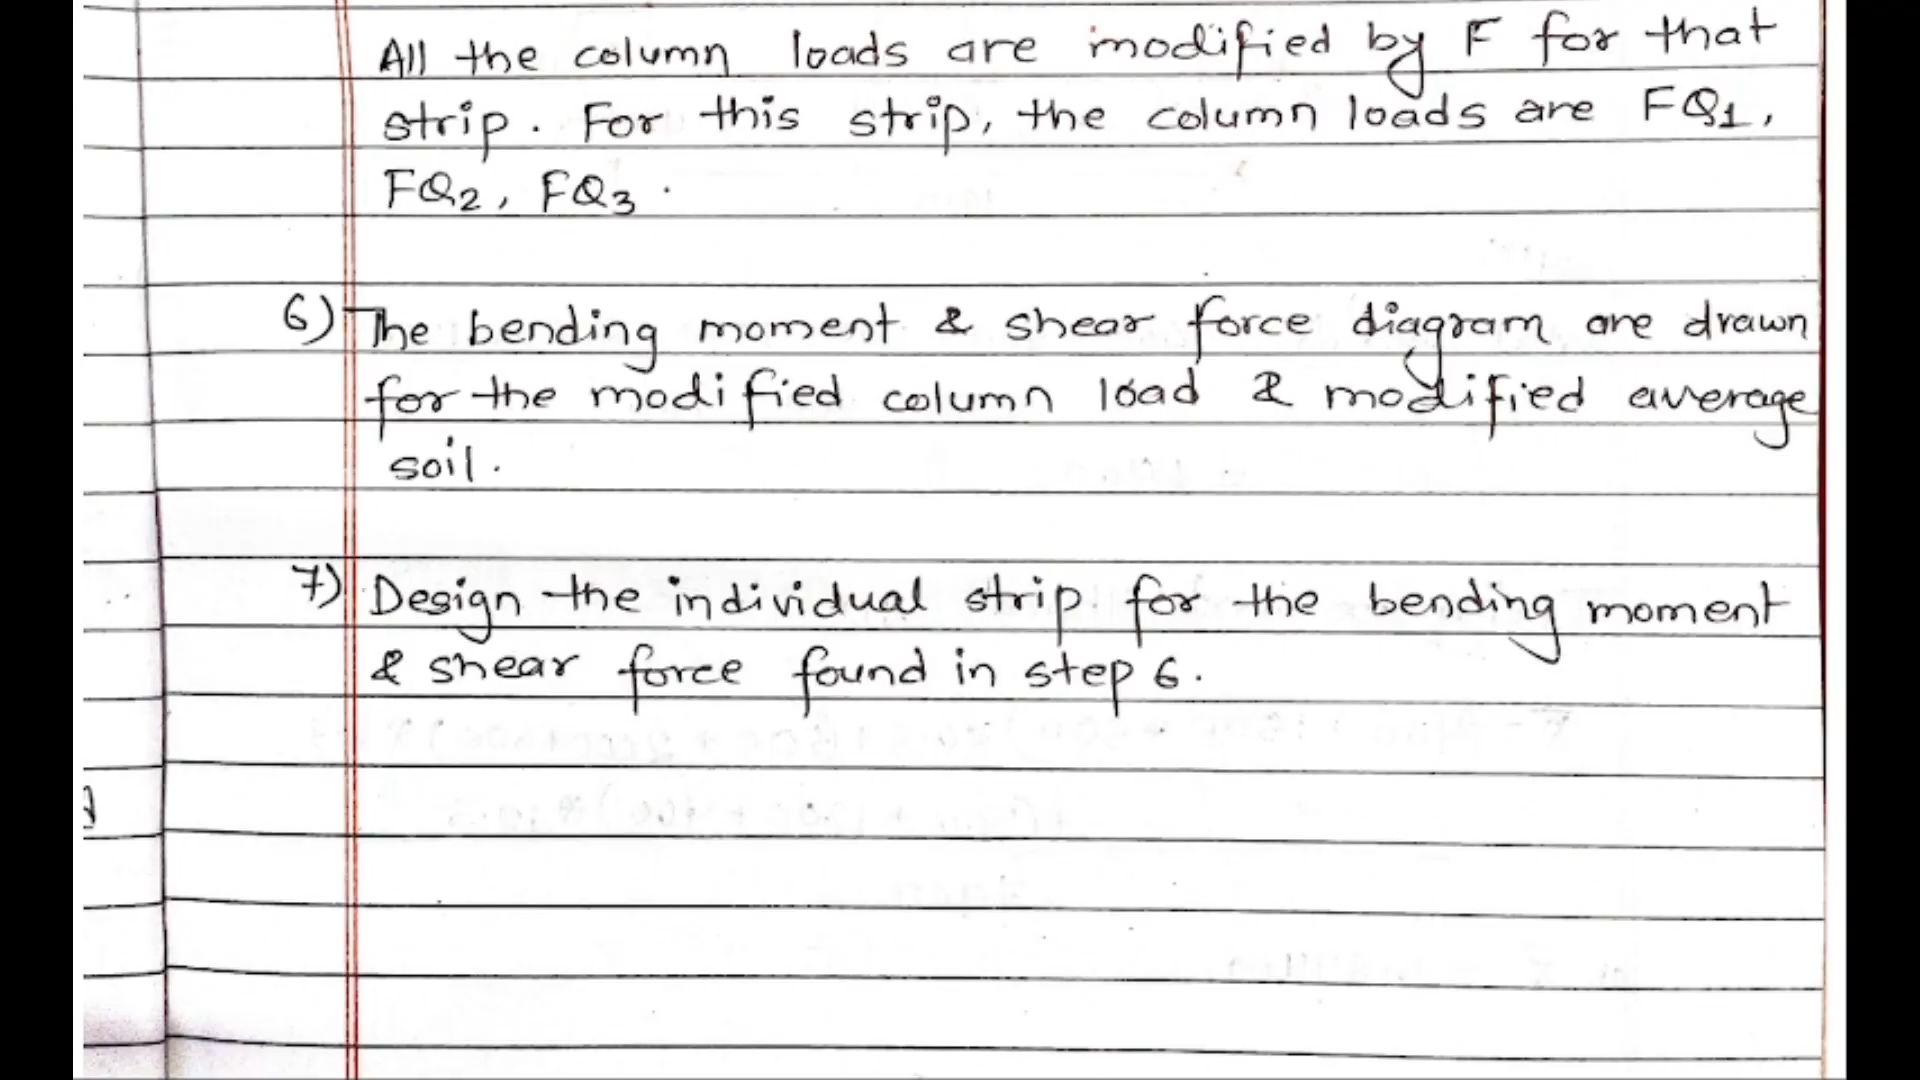 All the column loads are modified by F for that
strip. For this strip, the column loads are FQ1,
FQ2, FQ3.
6) The bending moment & shear force diagram are drawn
for the modified column load & modified average
soil.
7) Design the individual strip for the bending moment
& shear force found in step 6.